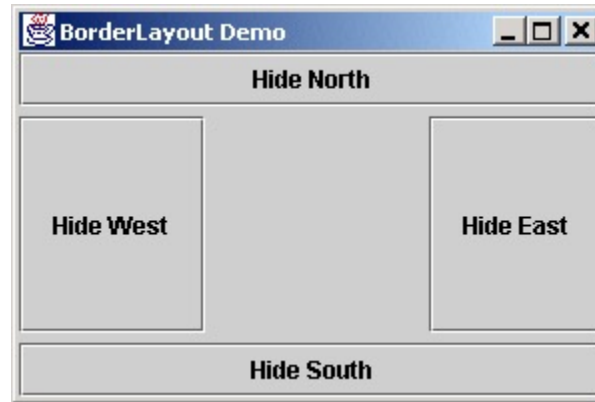 BorderLayout Demo
Hide North
Hide West
Hide East
Hide South